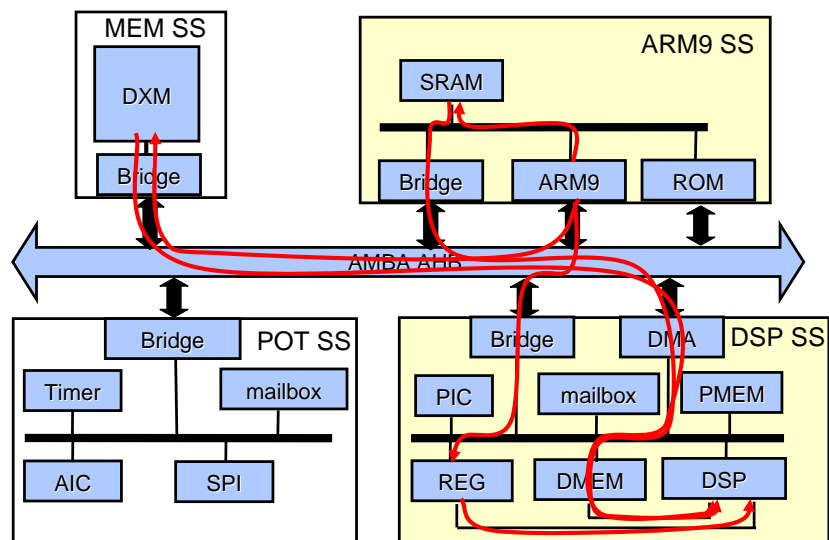 MEM SS
ARM9 SS
DXM
SRAM
Bridge
Bridge
ARM9
ROM
AMBA AHB
Bridge
POT SS
Bridge
DMA
DSP SS
Timer
mailbox
PIC
mailbox
PMEM
AIC
SPI
REG
DMEM
DSP